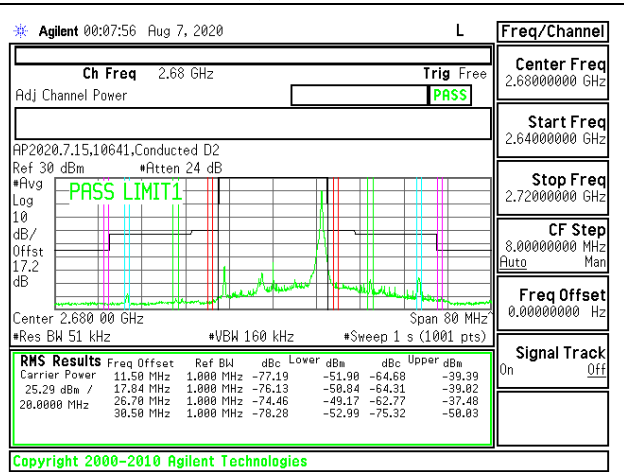 Agilent 00:07:56 Aug 7, 2020 L
Freq/Channel
Ch Freq 2.68 GHz Trig Free
Adj Channel Power PASS
AP2020.7.15,10641,Conducted D2
Ref 30 dBm #Atten 24 dB
#Avg
Log
10
dB/
Offst
17.2
dB
PASS LIMIT1
Center 2.680 00 GHz Span 80 MHz
#Res BW 51 kHz #VBW 160 kHz #Sweep 1 s (1001 pts)
RMS Results Freq Offset Ref BW dBc Lower dBm dBc Upper dBm
Carrier Power 11.50 MHz 1.000 MHz -77.19 -51.90 -64.68 -39.39
25.29 dBm / 17.84 MHz 1.000 MHz -76.13 -50.84 -64.31 -39.02
20.0000 MHz 26.70 MHz 1.000 MHz -74.46 -49.17 -62.77 -37.48
30.50 MHz 1.000 MHz -78.28 -52.99 -75.32 -50.03
Center Freq
2.68000000 GHz
Start Freq
2.64000000 GHz
Stop Freq
2.72000000 GHz
CF Step
8.00000000 MHz
Auto Man
Freq Offset
0.00000000 Hz
Signal Track
On Off
Copyright 2000-2010 Agilent Technologies